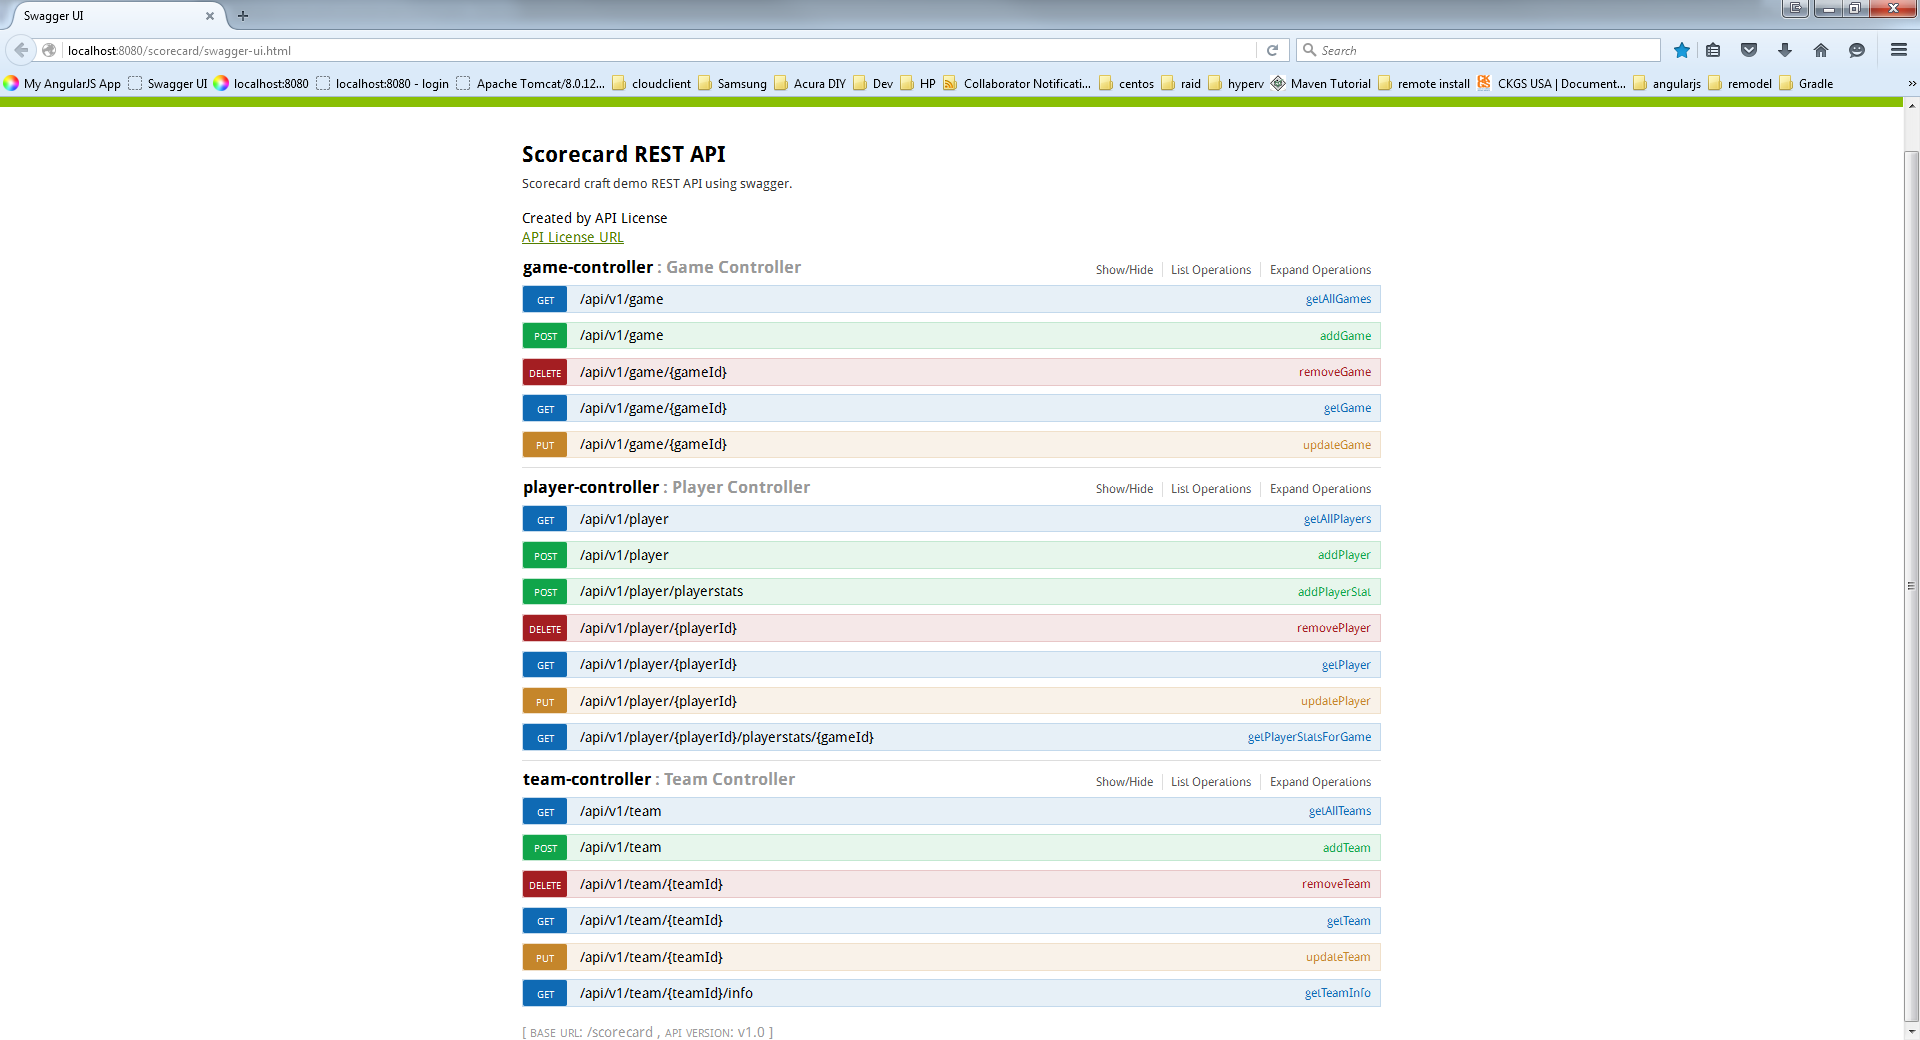 Swagger UI
localhost:8080/scorecard/swagger-ui.html
Search
My AngularJS App Swagger UI localhost:8080 localhost:8080 - login Apache Tomcat/8.0.12... cloudclient Samsung Acura DIY Dev HP Collaborator Notificati... centos raid hyperv Maven Tutorial remote install CKGS USA | Document... angularjs remodel Gradle »
Scorecard REST API
Scorecard craft demo REST API using swagger.
Created by API License
API License URL
game-controller : Game Controller Show/Hide List Operations Expand Operations
GET /api/v1/game getAllGames
POST /api/v1/game addGame
DELETE /api/v1/game/{gameId} removeGame
GET /api/v1/game/{gameId} getGame
PUT /api/v1/game/{gameId} updateGame
player-controller : Player Controller Show/Hide List Operations Expand Operations
GET /api/v1/player getAllPlayers
POST /api/v1/player addPlayer
POST /api/v1/player/playerstats addPlayerStat
DELETE /api/v1/player/{playerId} removePlayer
GET /api/v1/player/{playerId} getPlayer
PUT /api/v1/player/{playerId} updatePlayer
GET /api/v1/player/{playerId}/playerstats/{gameId} getPlayerStatsForGame
team-controller : Team Controller Show/Hide List Operations Expand Operations
GET /api/v1/team getAllTeams
POST /api/v1/team addTeam
DELETE /api/v1/team/{teamId} removeTeam
GET /api/v1/team/{teamId} getTeam
PUT /api/v1/team/{teamId} updateTeam
GET /api/v1/team/{teamId}/info getTeamInfo
[ BASE URL: /scorecard , API VERSION: v1.0 ]